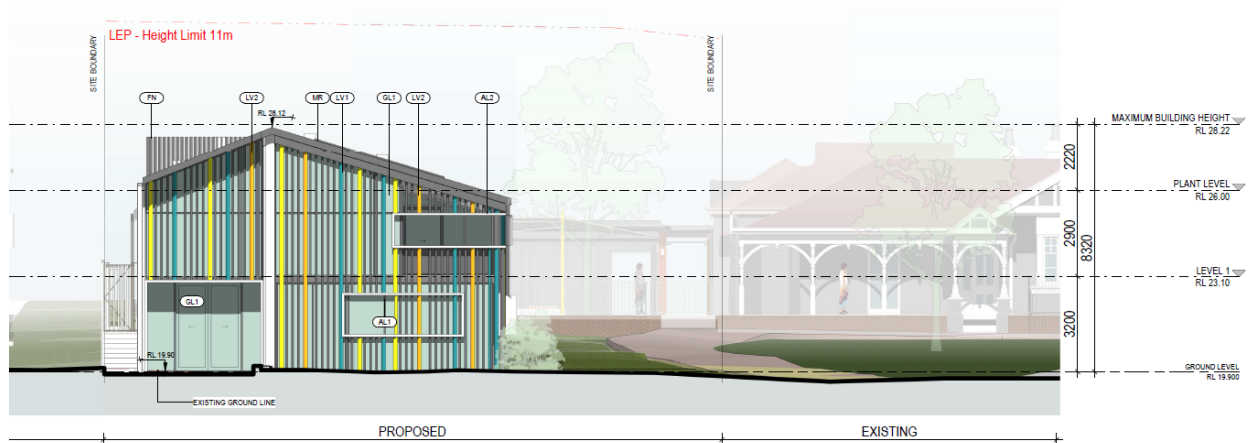 LEP - Height Limit 11m
SITE BOUNDARY
SITE BOUNDARY
FN
LV2
MR
LV1
GL1
LV2
AL2
RL 28.12
MAXIMUM BUILDING HEIGHT
RL 28.22
2220
PLANT LEVEL
RL 26.00
2900
8320
LEVEL 1
RL 23.10
GL1
AL1
3200
RL 19.90
GROUND LEVEL
RL 19.900
EXISTING GROUND LINE
PROPOSED
EXISTING